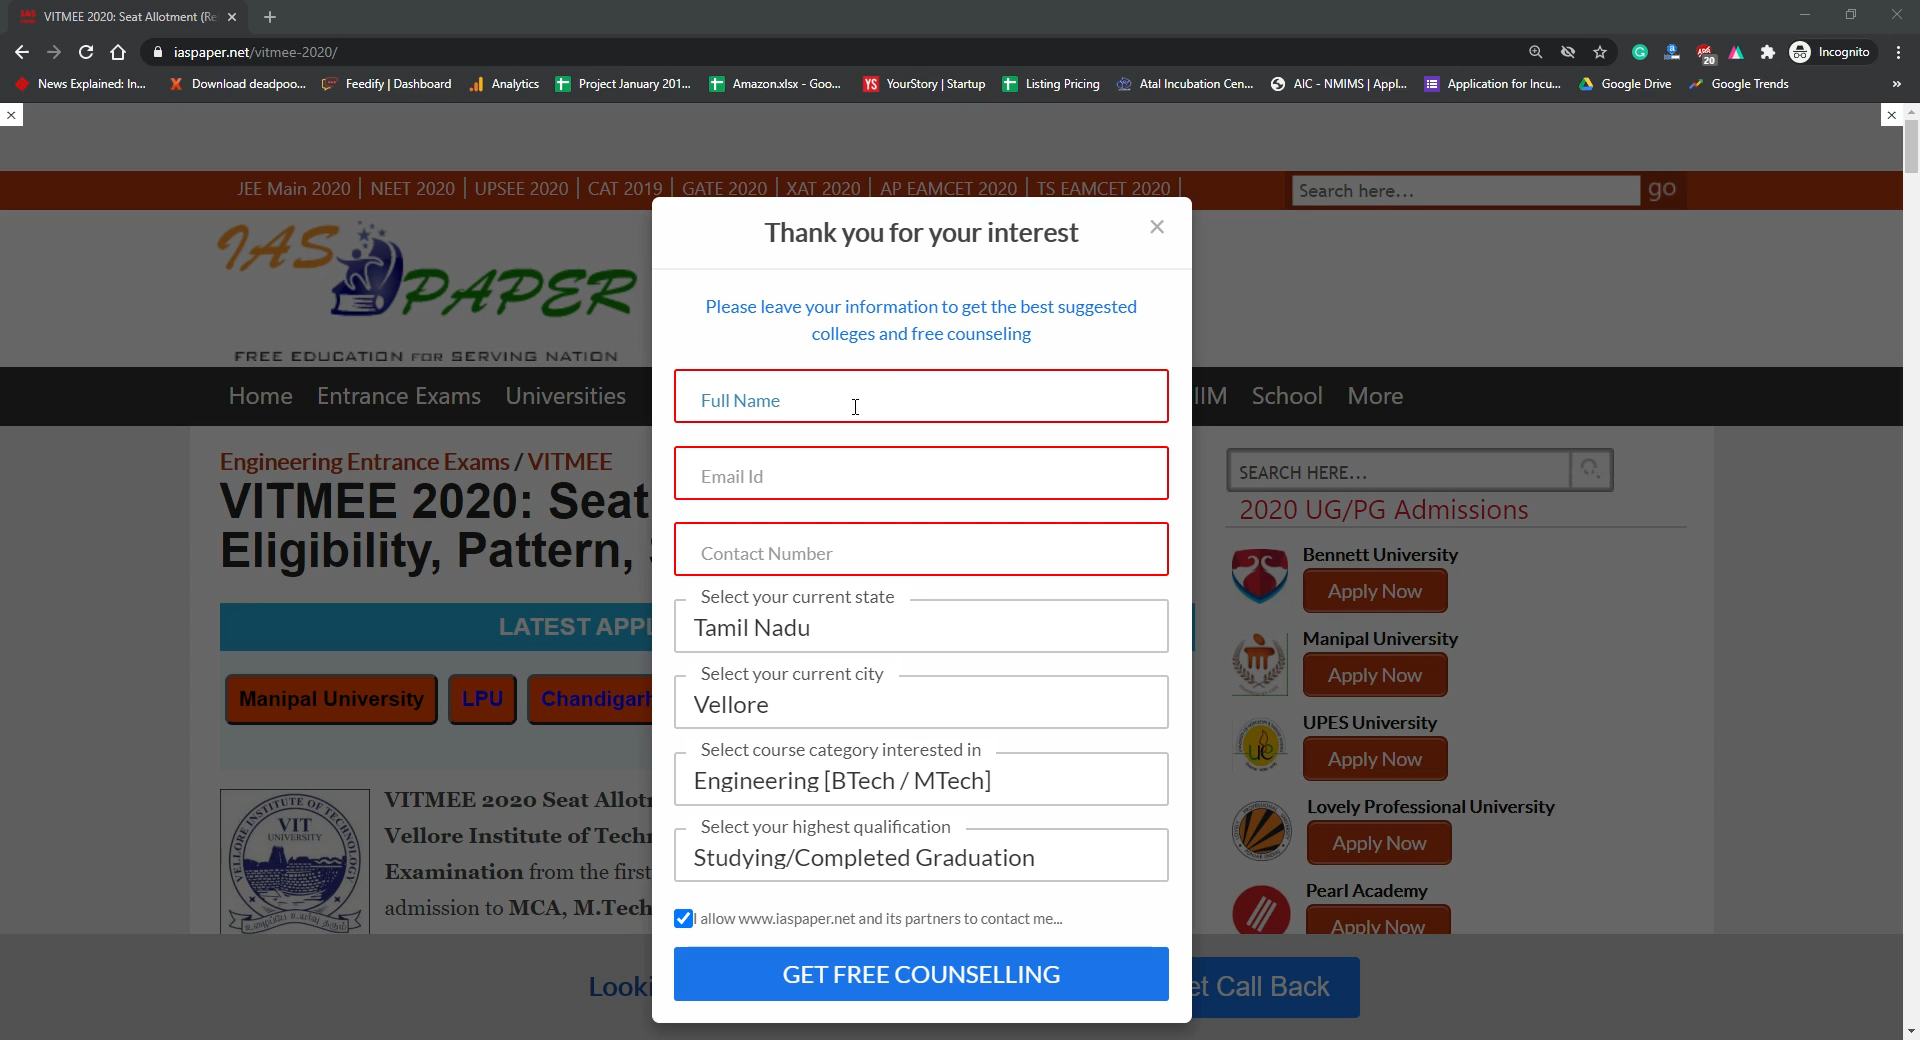 VITMEE 2020: Seat Allotment (Re
iaspaper.net/vitmee-2020/
20
Incognito
News Explained: In...
Download deadpoo...
Feedify | Dashboard
Analytics
Project January 201...
Amazon.xlsx - Goo...
YS
YourStory | Startup
Listing Pricing
Atal Incubation Cen...
AIC - NMIMS | Appl...
Application for Incu...
Google Drive
Google Trends
JEE Main 2020 | NEET 2020 | UPSEE 2020 | CAT 2019 | GATE 2020 | XAT 2020 | AP EAMCET 2020 | TS EAMCET 2020 |
Search here...
go
IAS PAPER
FREE EDUCATION FOR SERVING NATION
Home
Entrance Exams
Universities
IIM
School
More
Thank you for your interest
Please leave your information to get the best suggested
colleges and free counseling
Full Name
Email Id
Contact Number
Select your current state
Tamil Nadu
Select your current city
Vellore
Select course category interested in
Engineering [BTech / MTech]
Select your highest qualification
Studying/Completed Graduation
I allow www.iaspaper.net and its partners to contact me...
GET FREE COUNSELLING
Engineering Entrance Exams / VITMEE
VITMEE 2020: Seat
Eligibility, Pattern,
LATEST APPL
Manipal University
LPU
Chandigarh
VELLORE INSTITUTE OF TECHNOLOGY
VIT
UNIVERSITY
VITMEE 2020 Seat Allot
Vellore Institute of Tech
Examination from the first
admission to MCA, M.Tech
SEARCH HERE...
2020 UG/PG Admissions
Bennett University
Apply Now
Manipal University
Apply Now
UPES University
ue
Apply Now
Lovely Professional University
Apply Now
Pearl Academy
Apply Now
Looki
et Call Back